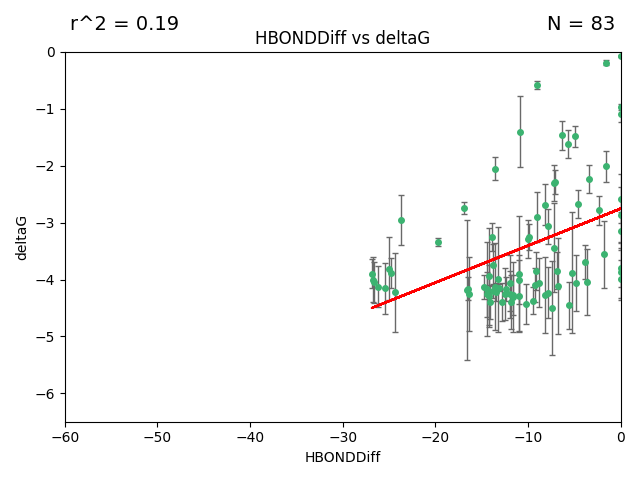 r^2 = 0.19
N = 83
HBONDDiff vs deltaG
0
−1
−2
−3
−4
−5
−6
deltaG
−60 −50 −40 −30 −20 −10 0
HBONDDiff